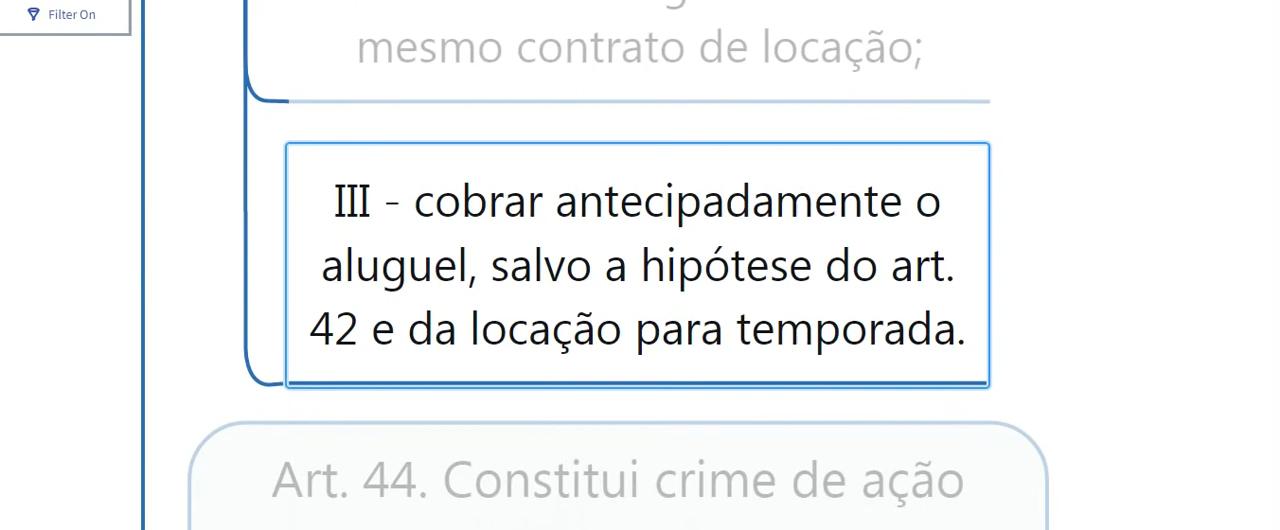 Filter On
mesmo contrato de locação;
III - cobrar antecipadamente o
aluguel, salvo a hipótese do art.
42 e da locação para temporada.
Art. 44. Constitui crime de ação